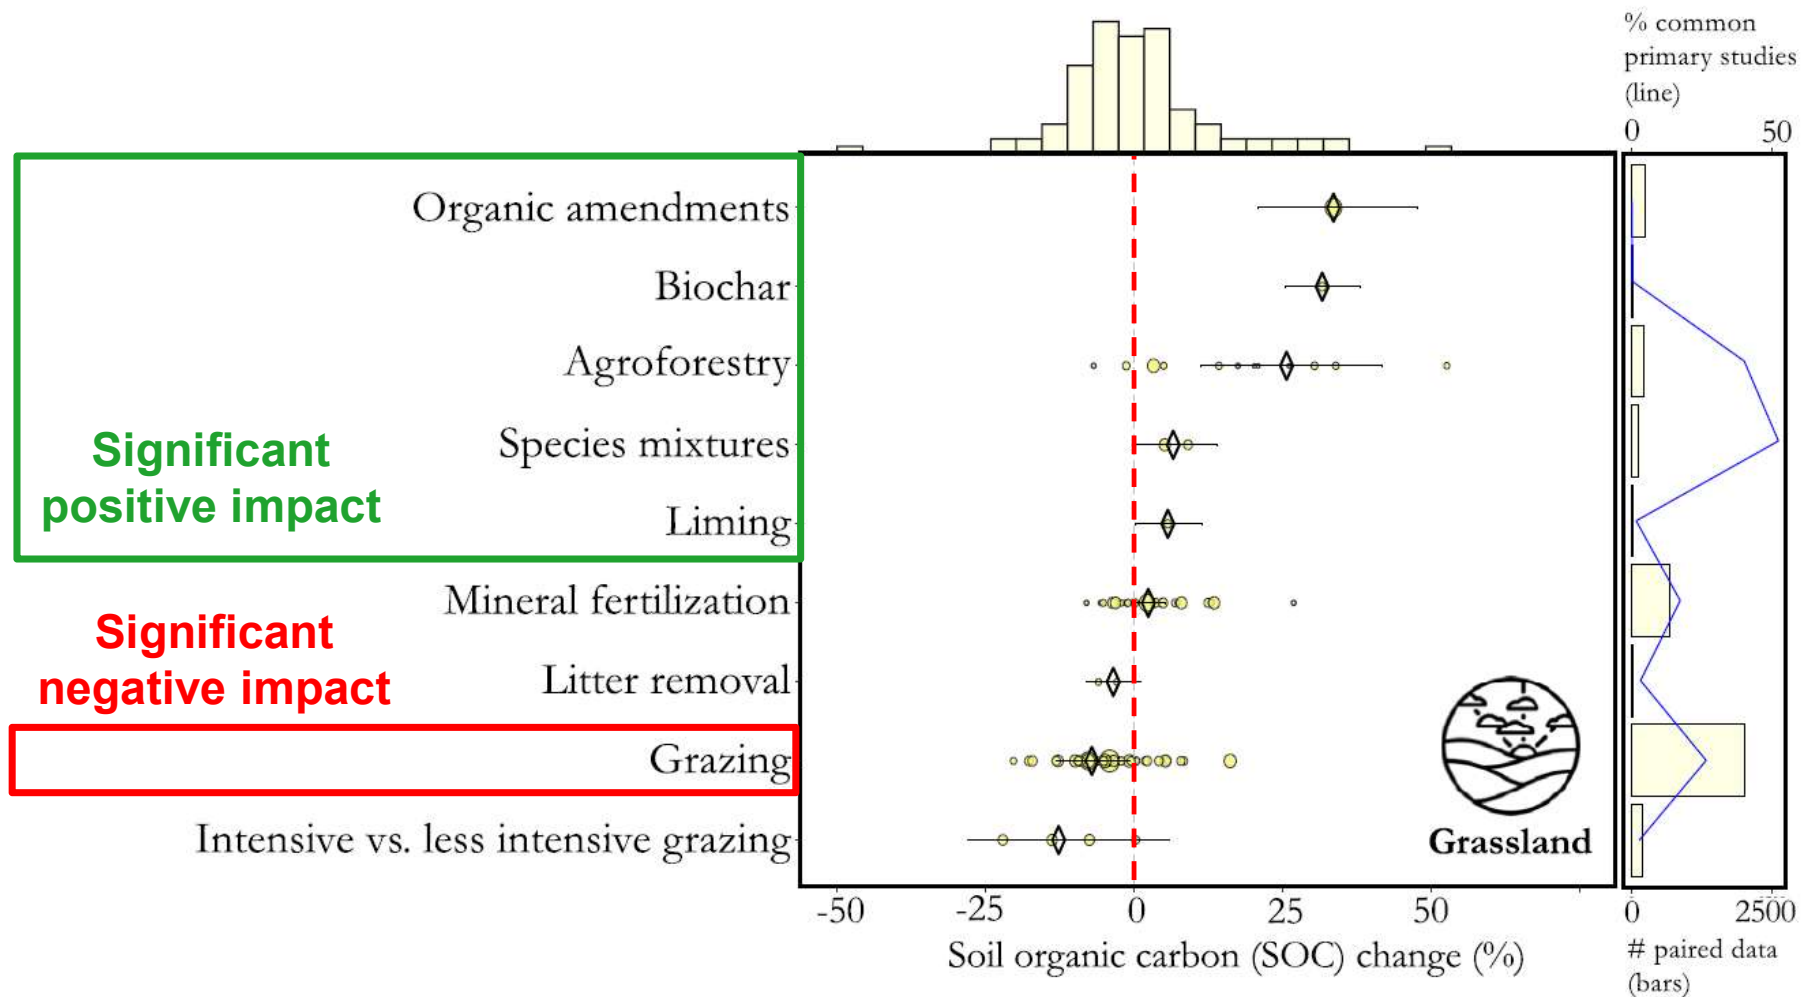 % common
primary studies
(line)
0 50
Organic amendments
Biochar
Agroforestry
Species mixtures
Significant
positive impact
Liming
Mineral fertilization
Significant
negative impact
Litter removal
Grazing
Intensive vs. less intensive grazing
Grassland
-50 -25 0 25 50
0 2500
Soil organic carbon (SOC) change (%)
# paired data
(bars)